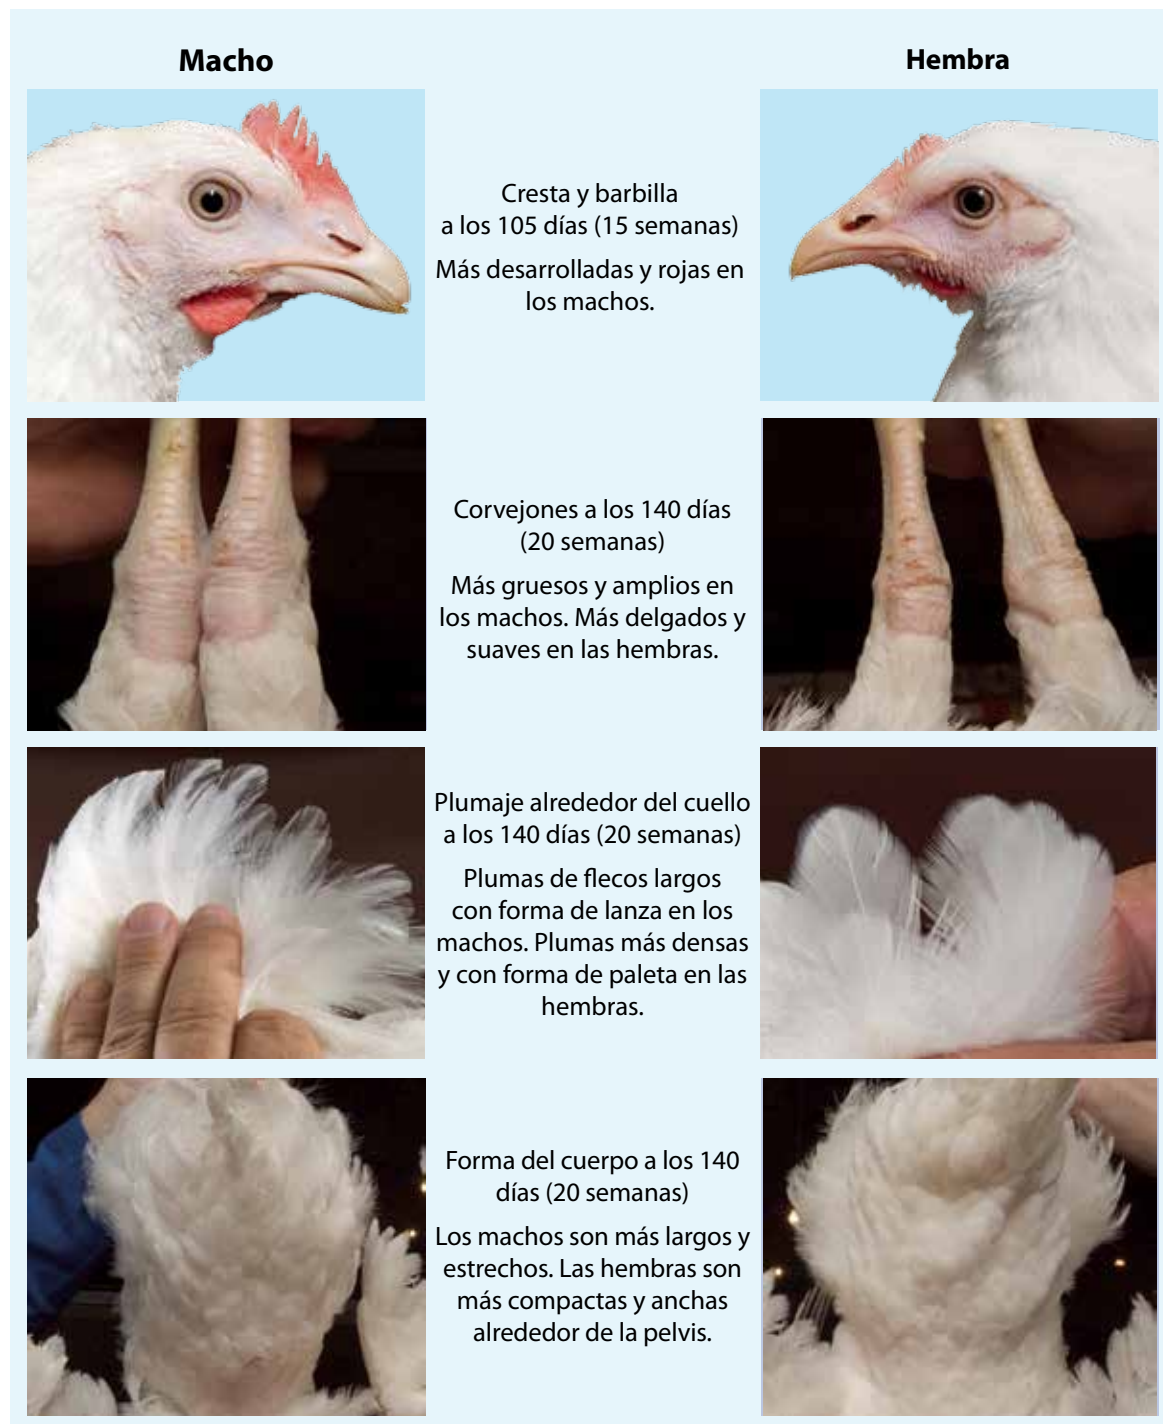 Macho
Hembra
Cresta y barbilla
a los 105 días (15 semanas)
Más desarrolladas y rojas en
los machos.
Corvejones a los 140 días
(20 semanas)
Más gruesos y amplios en
los machos. Más delgados y
suaves en las hembras.
Plumaje alrededor del cuello
a los 140 días (20 semanas)
Plumas de flecos largos
con forma de lanza en los
machos. Plumas más densas
y con forma de paleta en las
hembras.
Forma del cuerpo a los 140
días (20 semanas)
Los machos son más largos y
estrechos. Las hembras son
más compactas y anchas
alrededor de la pelvis.